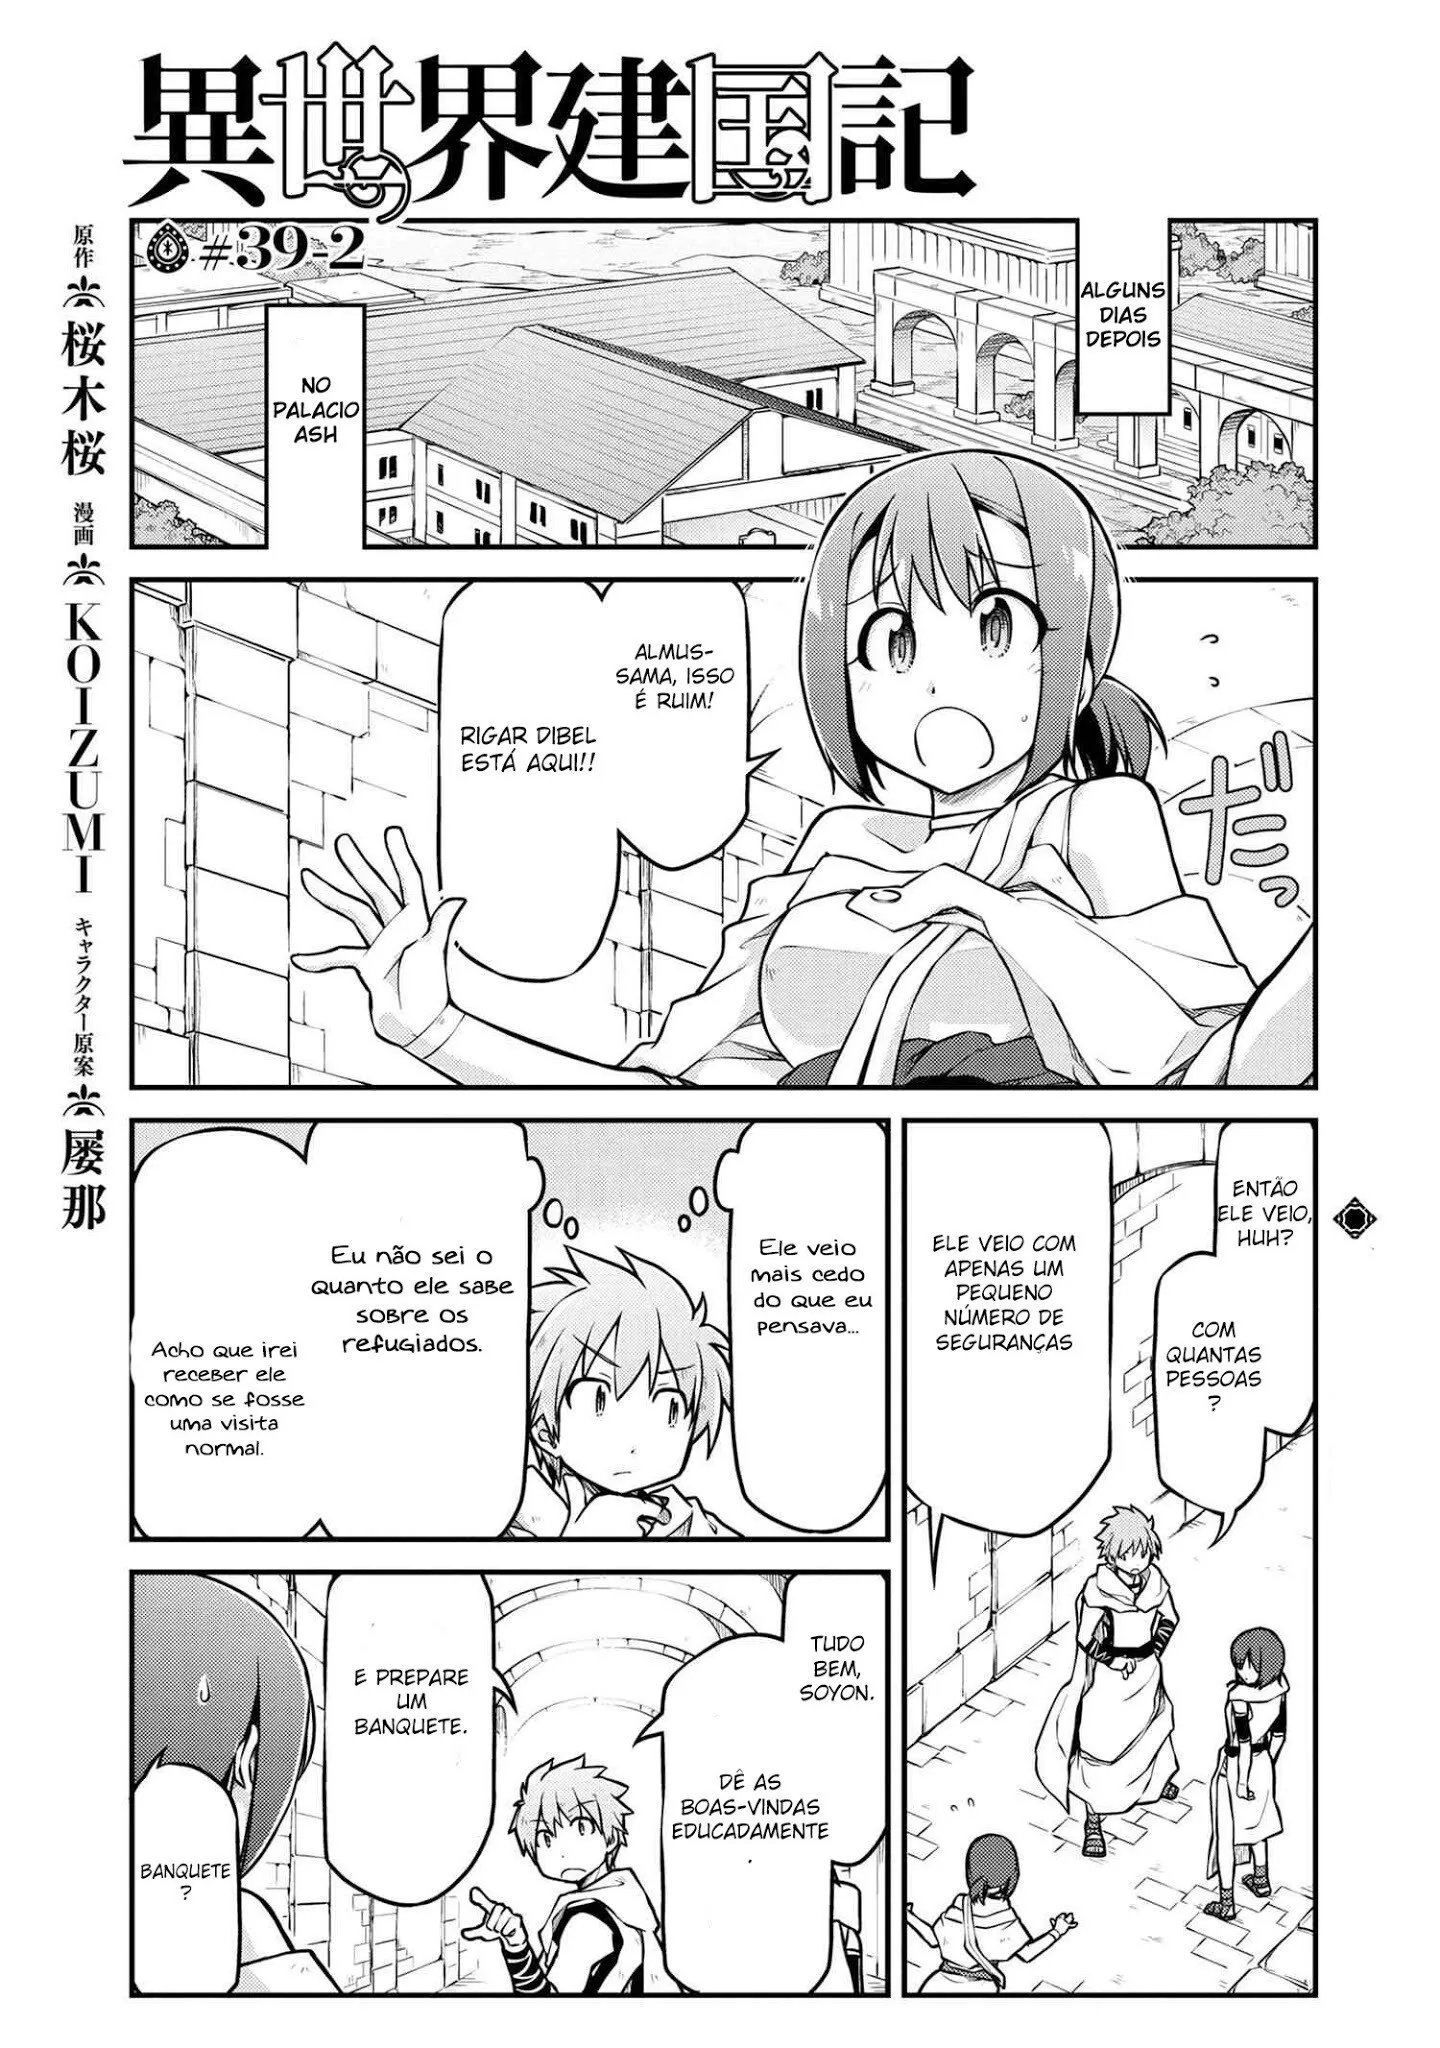 異世界建国記
#39-2
原作
桜木桜
漫画
KOIZUMI
キャラクター原案
屡那
ALGUNS
DIAS
DEPOIS
NO
PALACIO
ASH
ALMUS-
SAMA, ISSO
É RUIM!
RIGAR DIBEL
ESTÁ AQUI!!
だっ
ENTÃO
ELE VEIO,
HUH?
COM
QUANTAS
PESSOAS
?
ELE VEIO COM
APENAS UM
PEQUENO
NÚMERO DE
SEGURANÇAS
Ele veio
mais cedo
do que eu
pensava...
Eu não sei o
quanto ele sabe
sobre os
refugiados.
Acho que irei
receber ele
como se fosse
uma visita
normal.
TUDO
BEM,
SOYON.
DÊ AS
BOAS-VINDAS
EDUCADAMENTE
.
E PREPARE
UM
BANQUETE.
BANQUETE
?